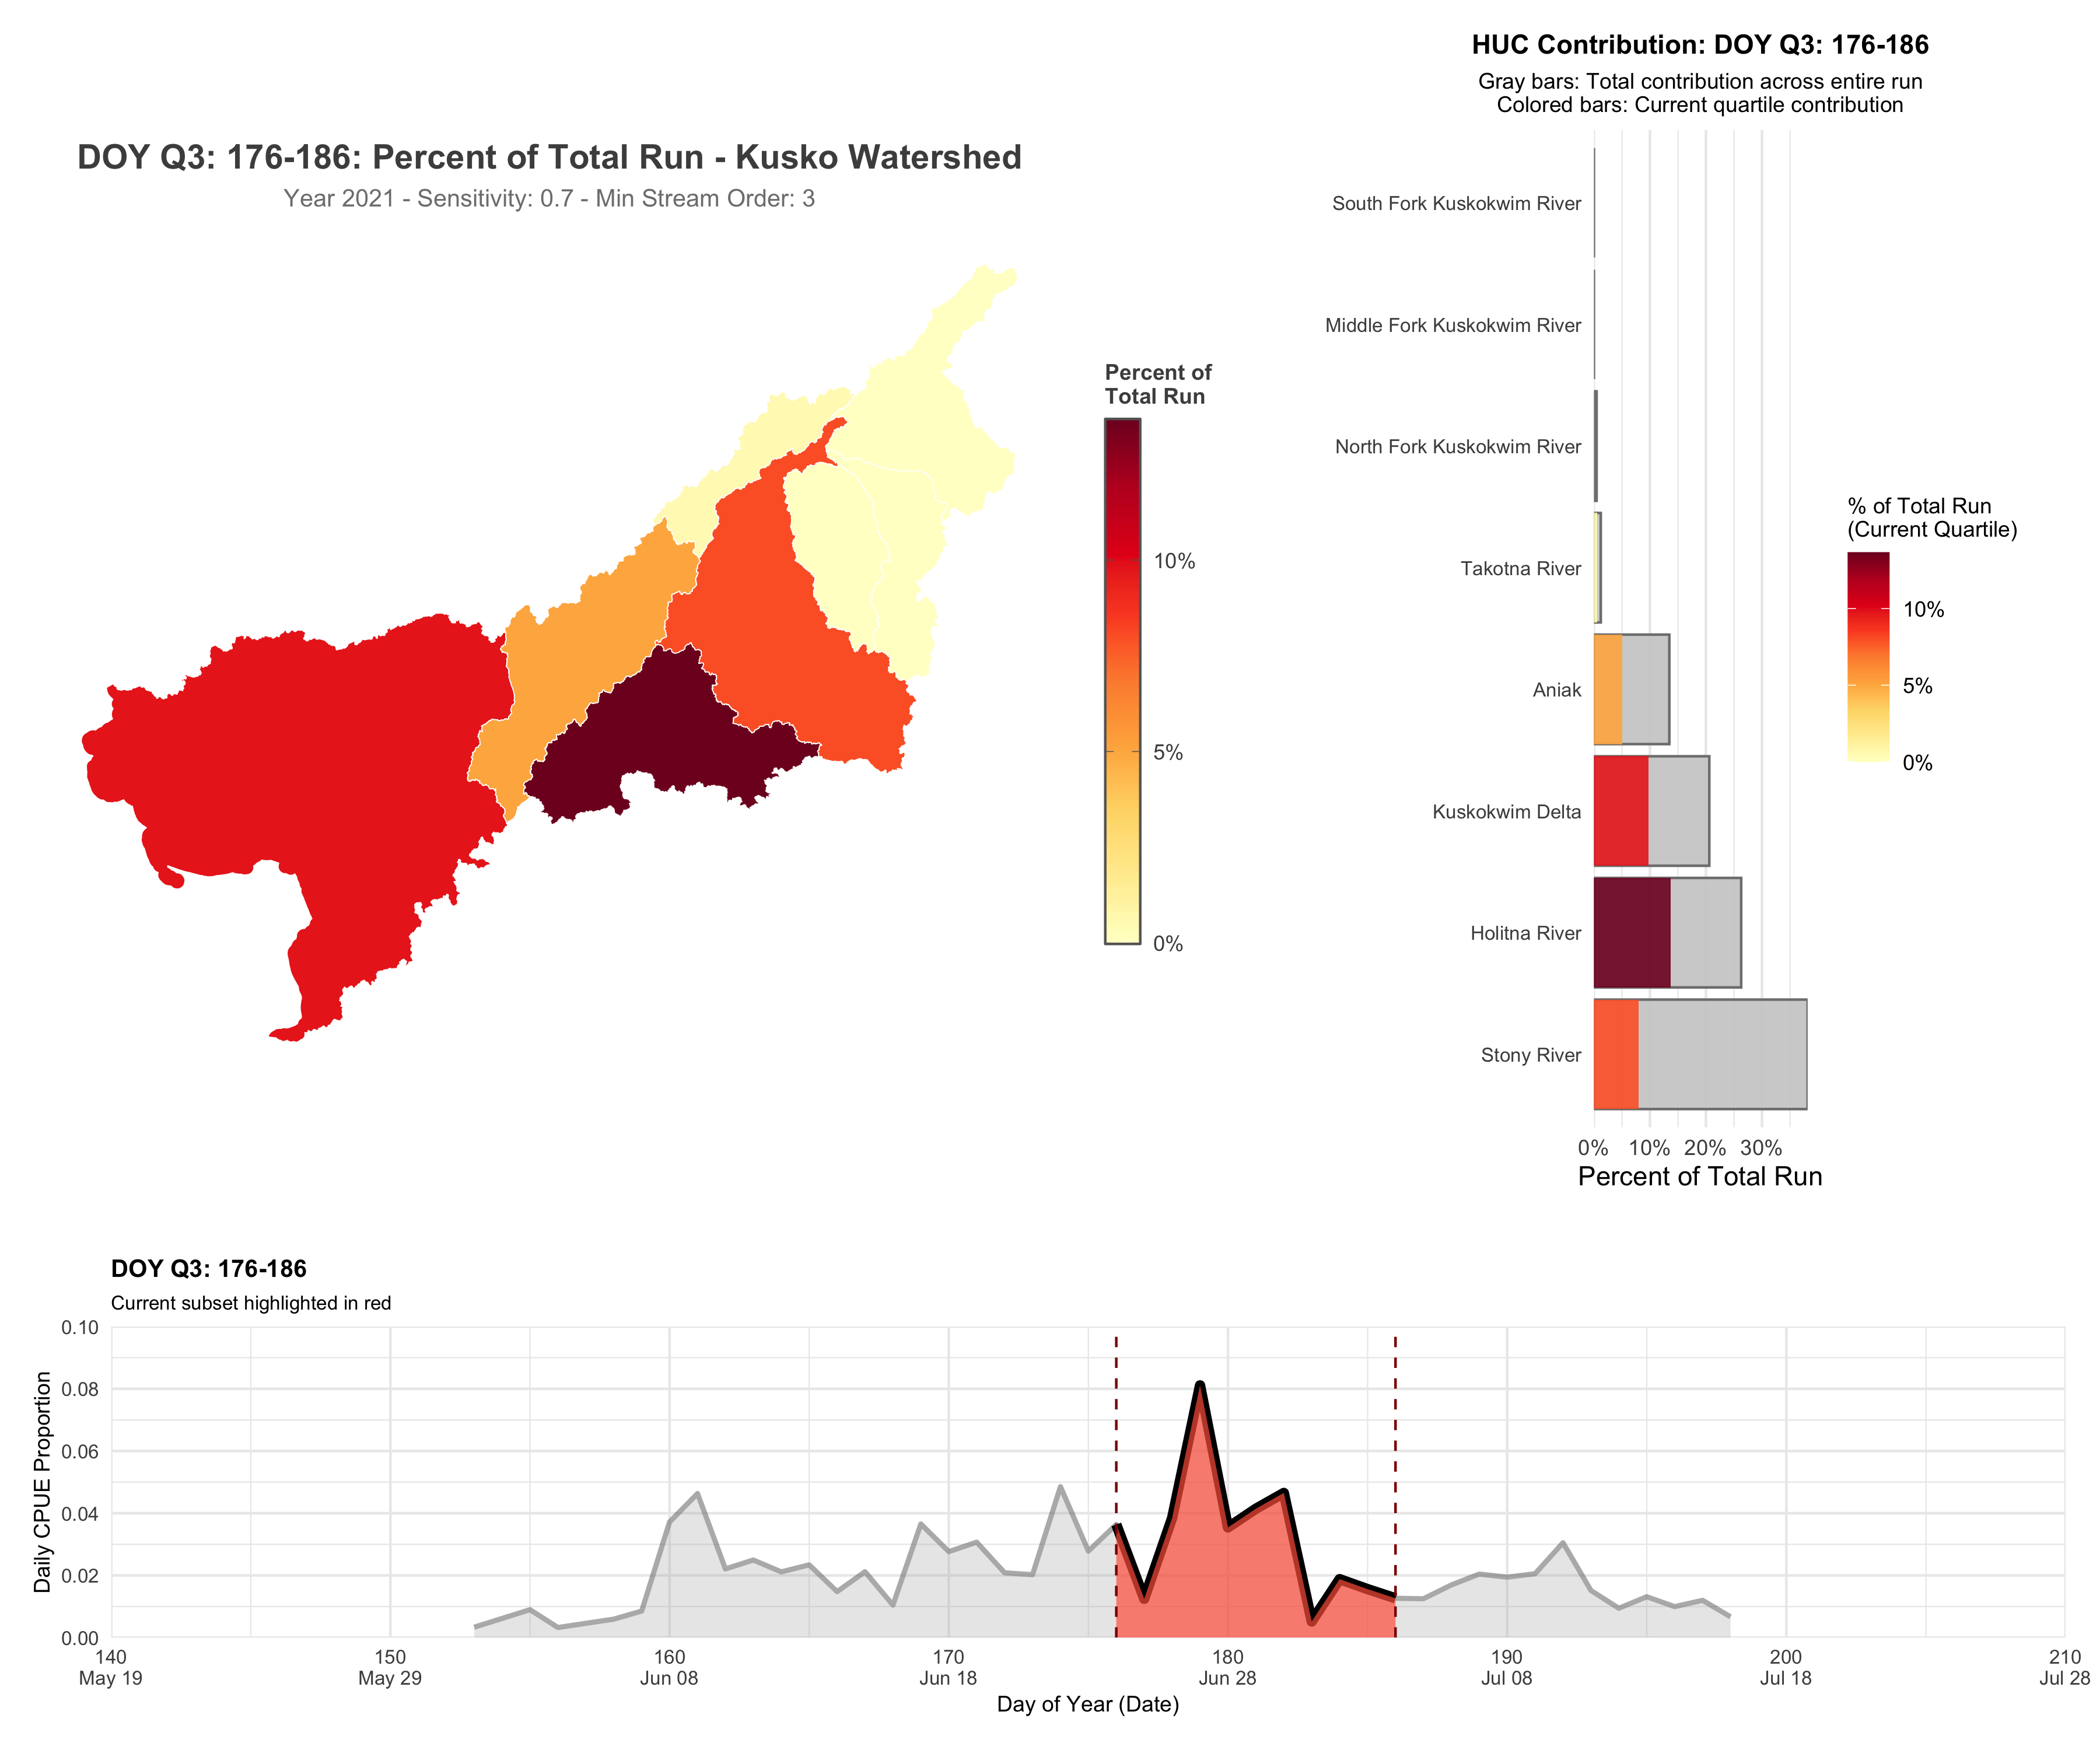 DOY Q3: 176-186: Percent of Total Run - Kusko Watershed
Year 2021 - Sensitivity: 0.7 - Min Stream Order: 3
Percent of
Total Run
10%
5%
0%
HUC Contribution: DOY Q3: 176-186
Gray bars: Total contribution across entire run
Colored bars: Current quartile contribution
South Fork Kuskokwim River
Middle Fork Kuskokwim River
North Fork Kuskokwim River
Takotna River
Aniak
Kuskokwim Delta
Holitna River
Stony River
0% 10% 20% 30%
Percent of Total Run
% of Total Run
(Current Quartile)
10%
5%
0%
DOY Q3: 176-186
Current subset highlighted in red
Daily CPUE Proportion
0.10
0.08
0.06
0.04
0.02
0.00
140 150 160 170 180 190 200 210
May 19 May 29 Jun 08 Jun 18 Jun 28 Jul 08 Jul 18 Jul 28
Day of Year (Date)